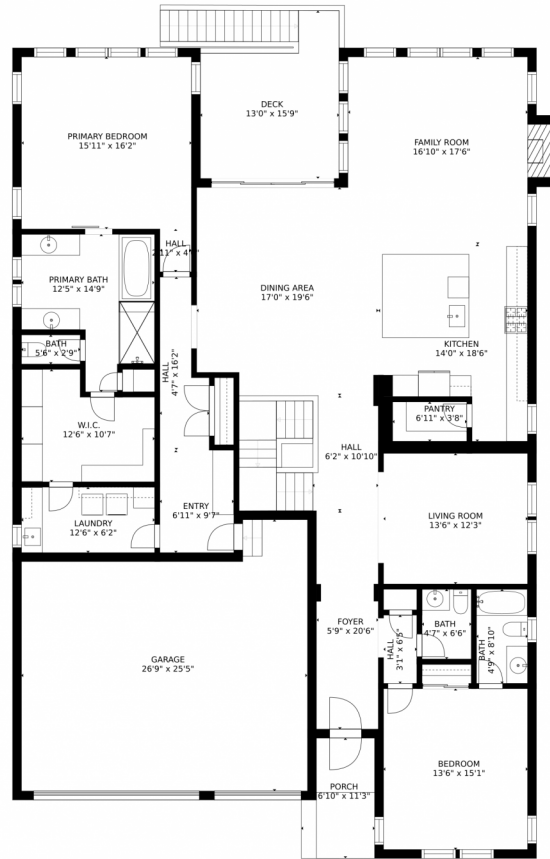 DECK
13'0" x 15'9"
PRIMARY BEDROOM
15'11" x 16'2"
FAMILY ROOM
16'10" x 17'6"
HALL
PRIMARY BATH
12'5" x 14'9"
DINING AREA
17'0" x 19'6"
KITCHEN
14'0" x 18'6"
BATH
5'6" x 2'9"
HALL
4'7" x 16'2"
W.I.C.
12'6" x 10'7"
PANTRY
6'11" x 3'8"
HALL
6'2" x 10'10"
ENTRY
6'11" x 9'7"
LAUNDRY
12'6" x 6'2"
LIVING ROOM
13'6" x 12'3"
FOYER
5'9" x 20'6"
BATH
4'7" x 6'6"
HALL
3'1" x 6'5"
BATH
4'9" x 8'10"
GARAGE
26'9" x 25'5"
BEDROOM
13'6" x 15'1"
PORCH
6'10" x 11'3"